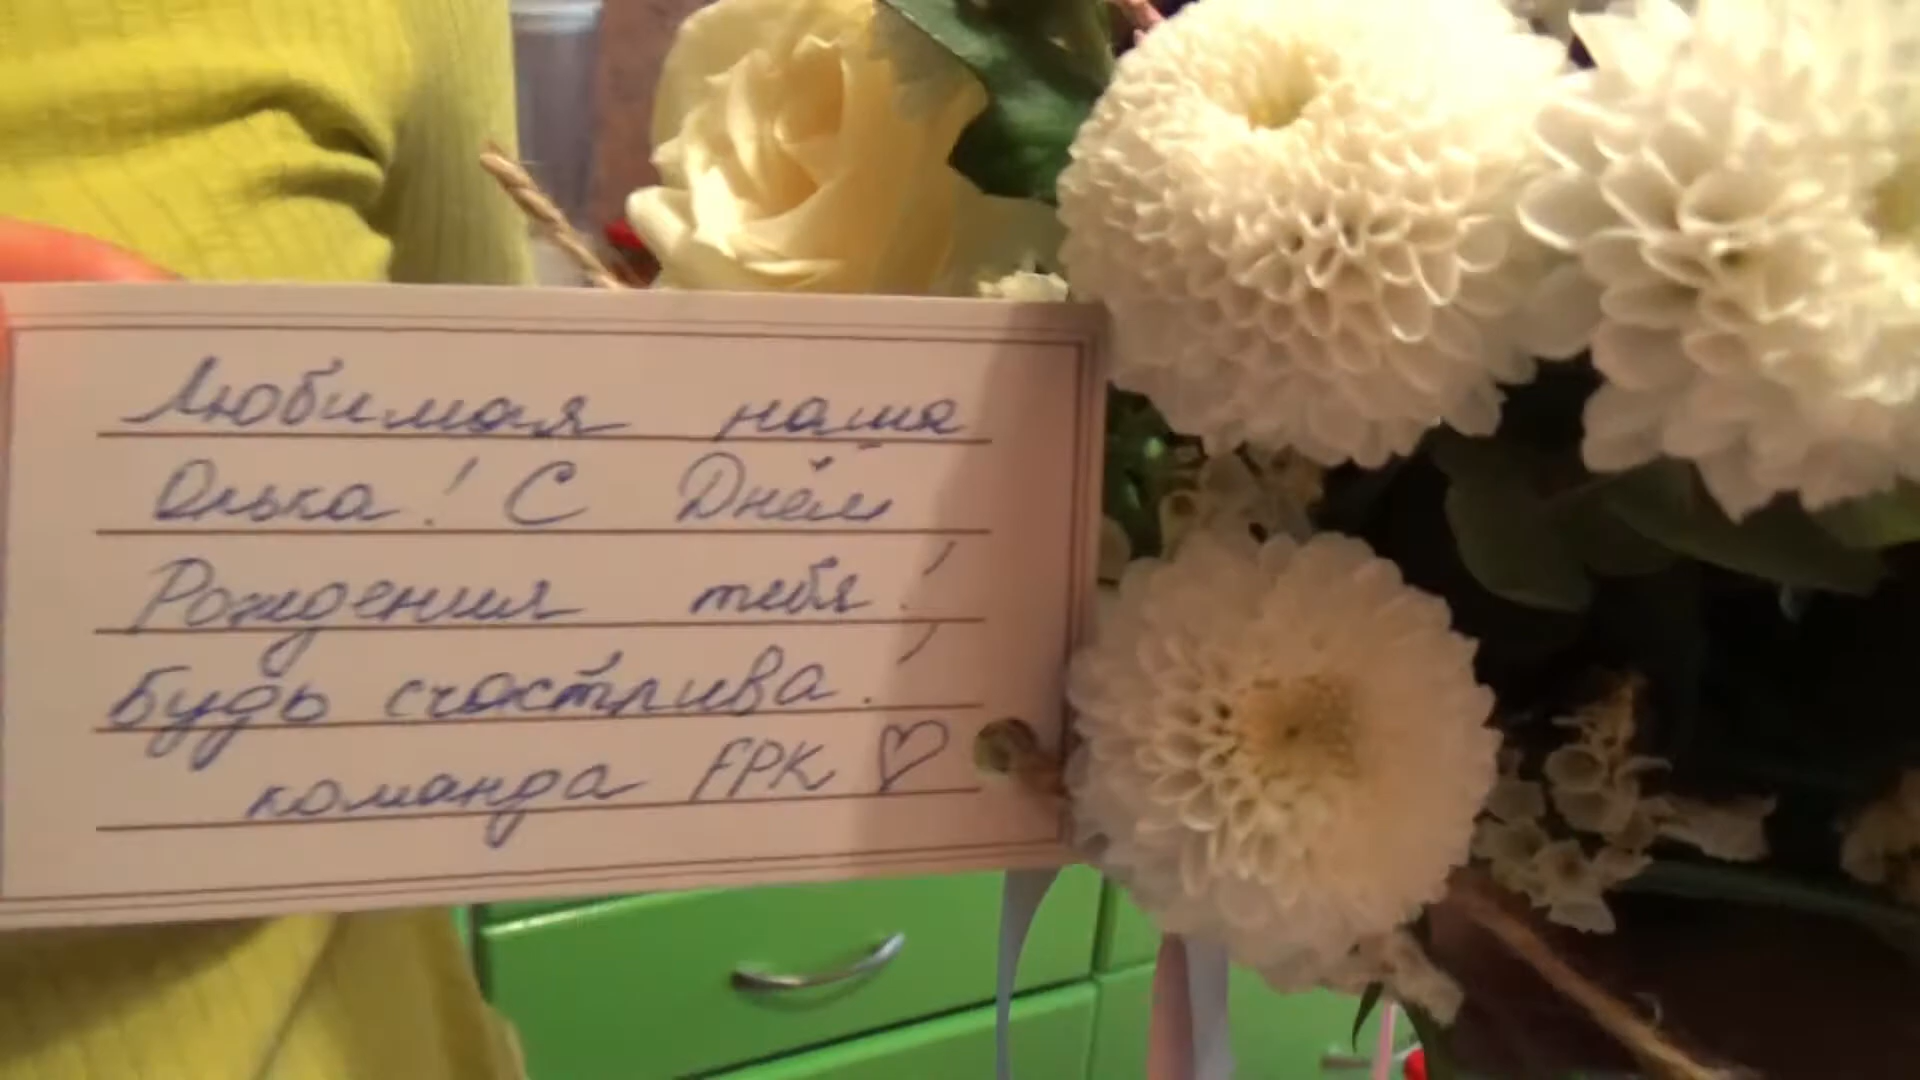 Любимая наша
Олька! С Днём
Рождения тебя!
Будь счастлива!
команда FPK ♡